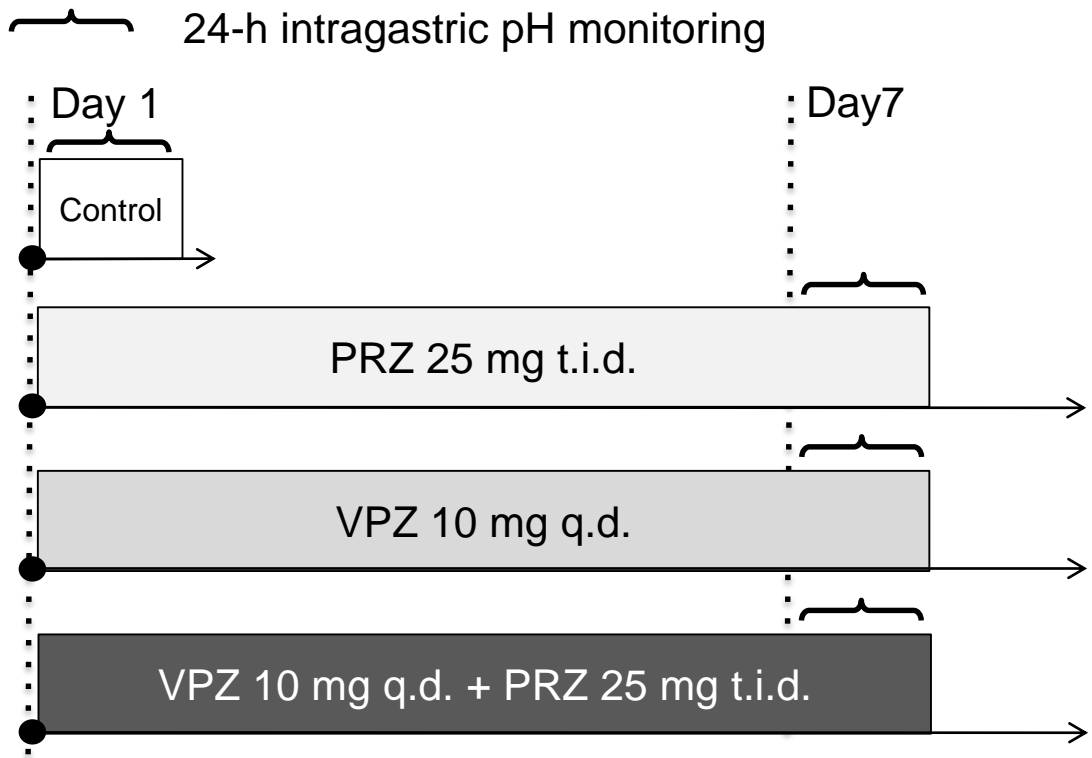 24-h intragastric pH monitoring
Day 1
Day7
Control
PRZ 25 mg t.i.d.
VPZ 10 mg q.d.
VPZ 10 mg q.d. + PRZ 25 mg t.i.d.